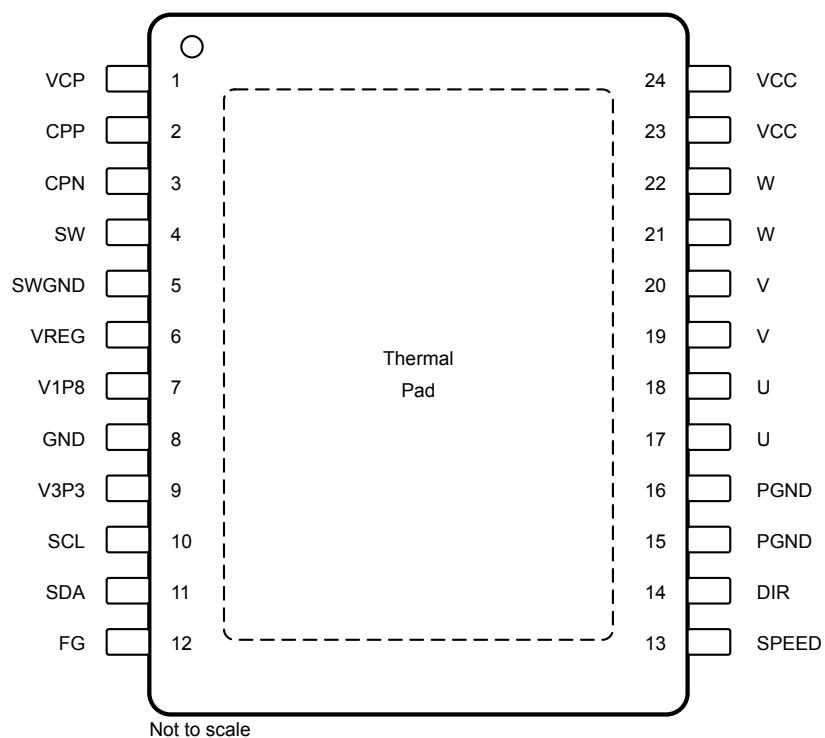 VCP 1 24 VCC
CPP 2 23 VCC
CPN 3 22 W
SW 4 21 W
SWGND 5 20 V
VREG 6 19 V
Thermal
Pad
V1P8 7 18 U
GND 8 17 U
V3P3 9 16 PGND
SCL 10 15 PGND
SDA 11 14 DIR
FG 12 13 SPEED
Not to scale